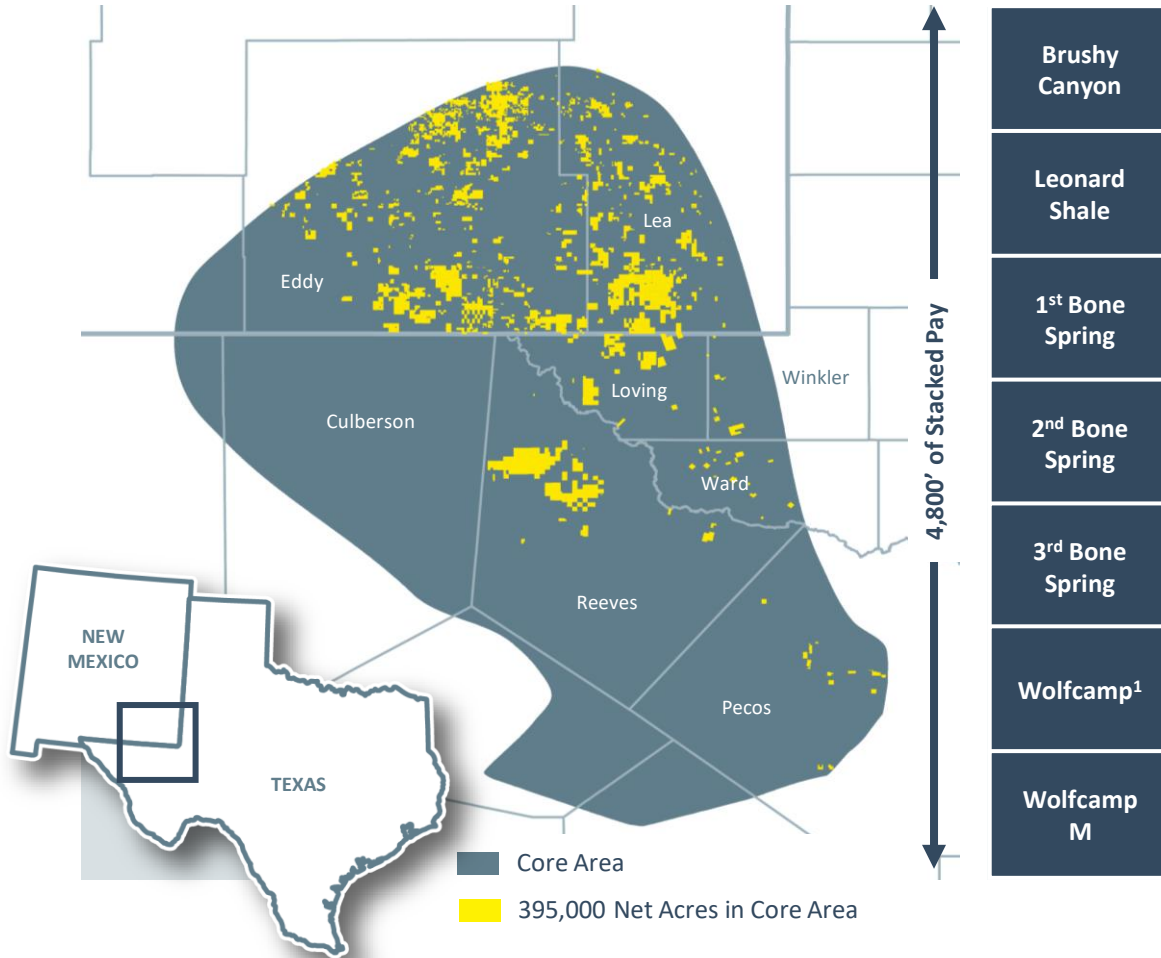 Lea
Eddy
Loving
Winkler
Culberson
Ward
Reeves
Pecos
NEW
MEXICO
TEXAS
Core Area
395,000 Net Acres in Core Area
4,800’ of Stacked Pay
Brushy
Canyon
Leonard
Shale
1st Bone
Spring
2nd Bone
Spring
3rd Bone
Spring
Wolfcamp1
Wolfcamp
M